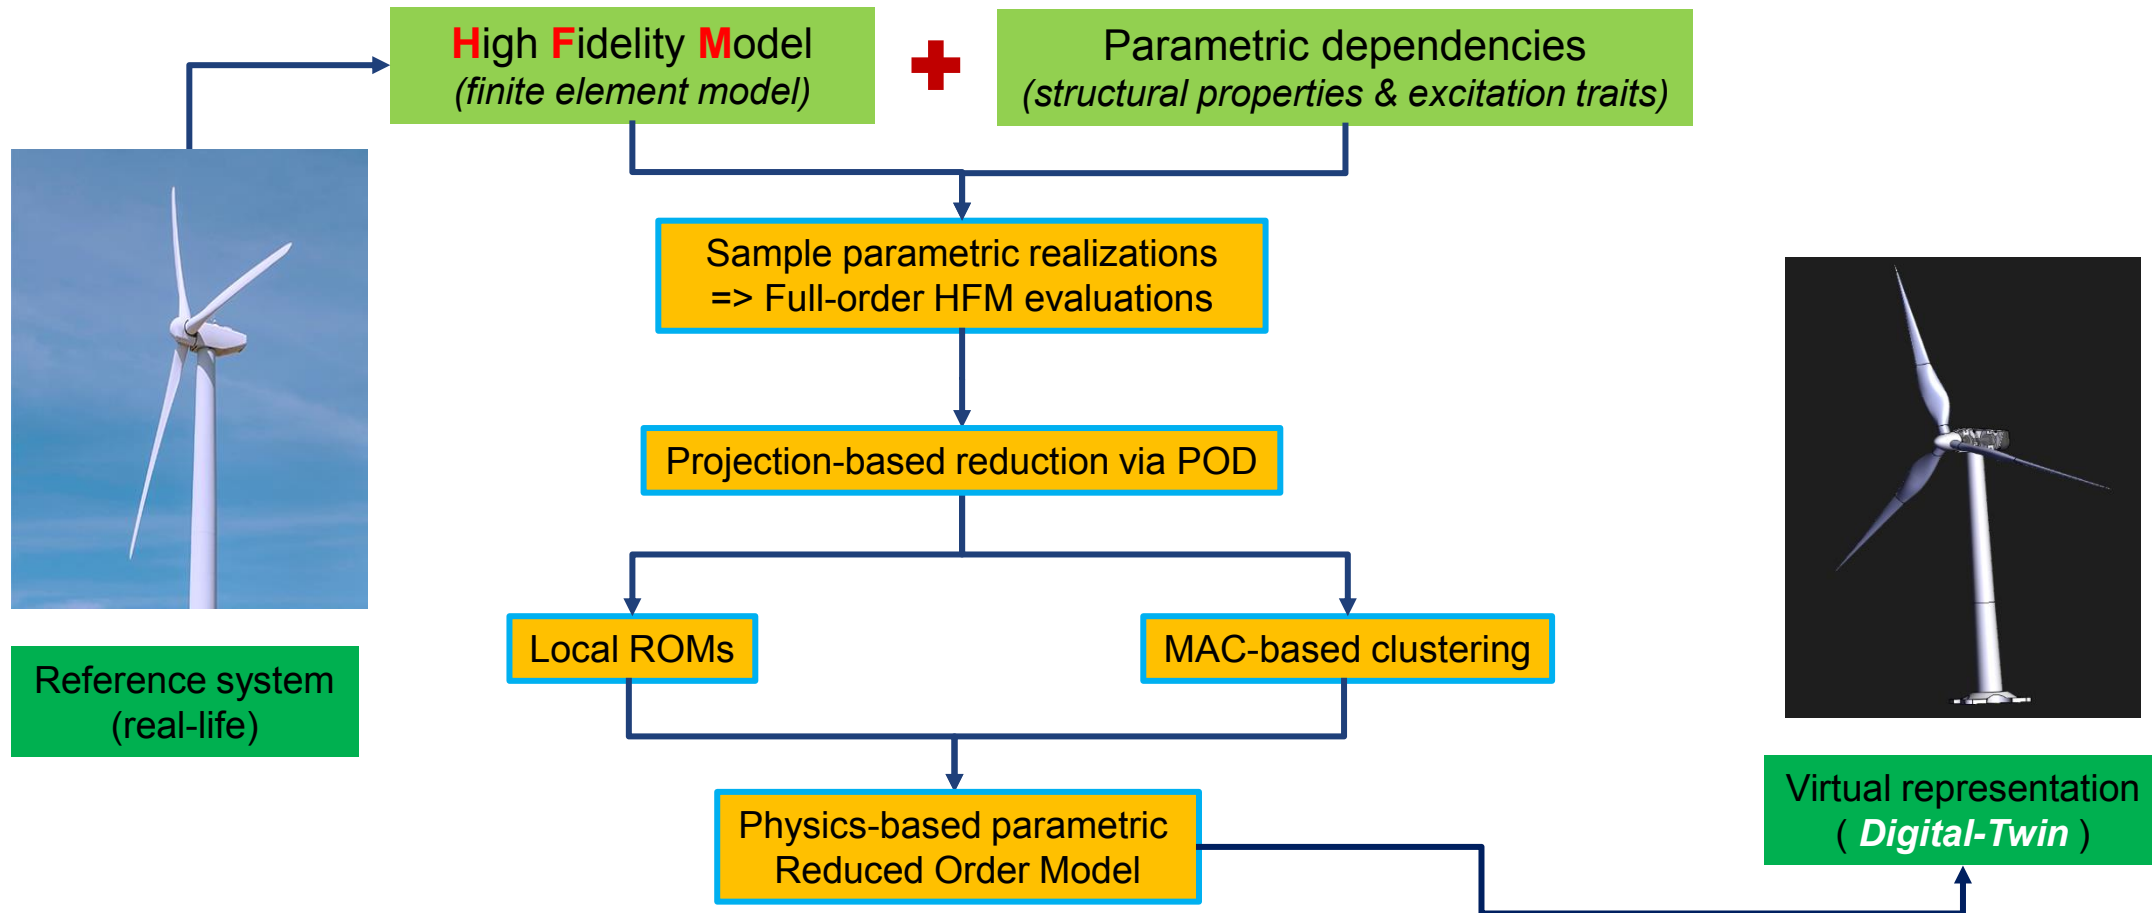 High Fidelity Model
(finite element model)
Parametric dependencies
(structural properties & excitation traits)
Sample parametric realizations
=> Full-order HFM evaluations
Projection-based reduction via POD
Local ROMs
MAC-based clustering
Reference system
(real-life)
Physics-based parametric
Reduced Order Model
Virtual representation
( Digital-Twin )